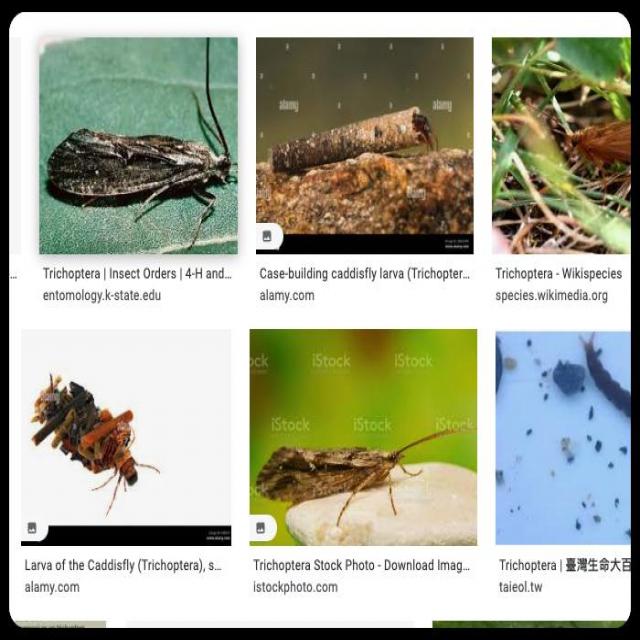 alamy
alamy
Trichoptera | Insect Orders | 4-H and...
entomology.k-state.edu
Case-building caddisfly larva (Trichopter...
alamy.com
Trichoptera - Wikispecies
species.wikimedia.org
iStock
iStock
iStock
iStock
iStock
Larva of the Caddisfly (Trichoptera), s...
alamy.com
Trichoptera Stock Photo - Download Imag...
istockphoto.com
Trichoptera | 臺灣生命大百
taieol.tw